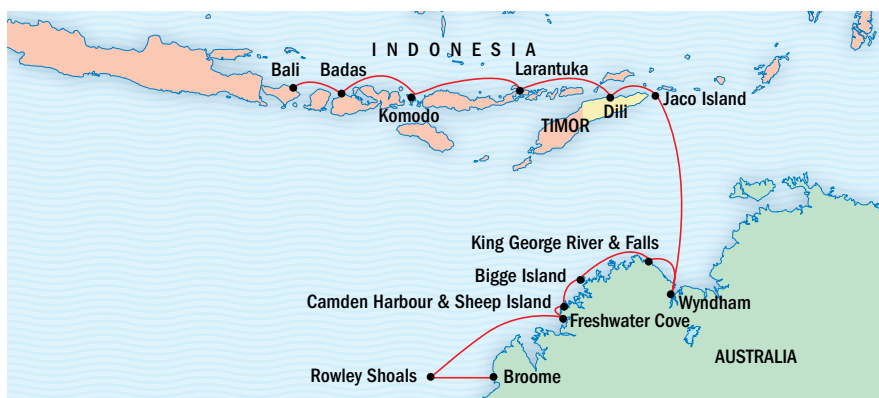 INDONESIA
Bali
Badas
Larantuka
Komodo
Jaco Island
Dili
TIMOR
King George River & Falls
Bigge Island
Camden Harbour & Sheep Island
Wyndham
Freshwater Cove
AUSTRALIA
Rowley Shoals
Broome